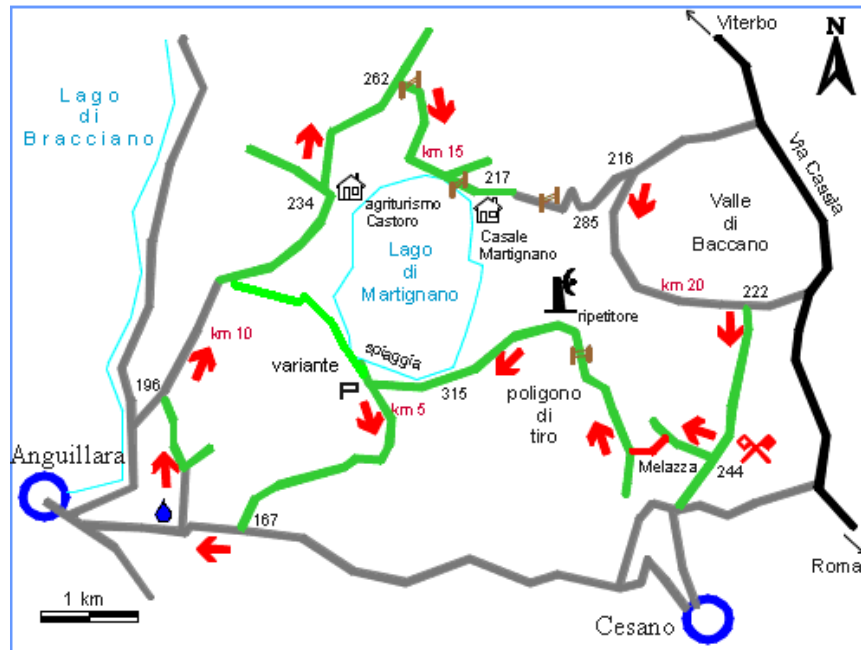 Viterbo
N
Lago
di
Bracciano
262
km 15
217
216
Via Cassia
234
agriturismo
Castoro
285
Valle
di
Baccano
Casale
Martignano
Lago
di
Martignano
km 20
222
km 10
ripetitore
variante
spiaggia
P
315
km 5
poligono
di
tiro
196
Anguillara
Melazza
244
167
Roma
1 km
Cesano